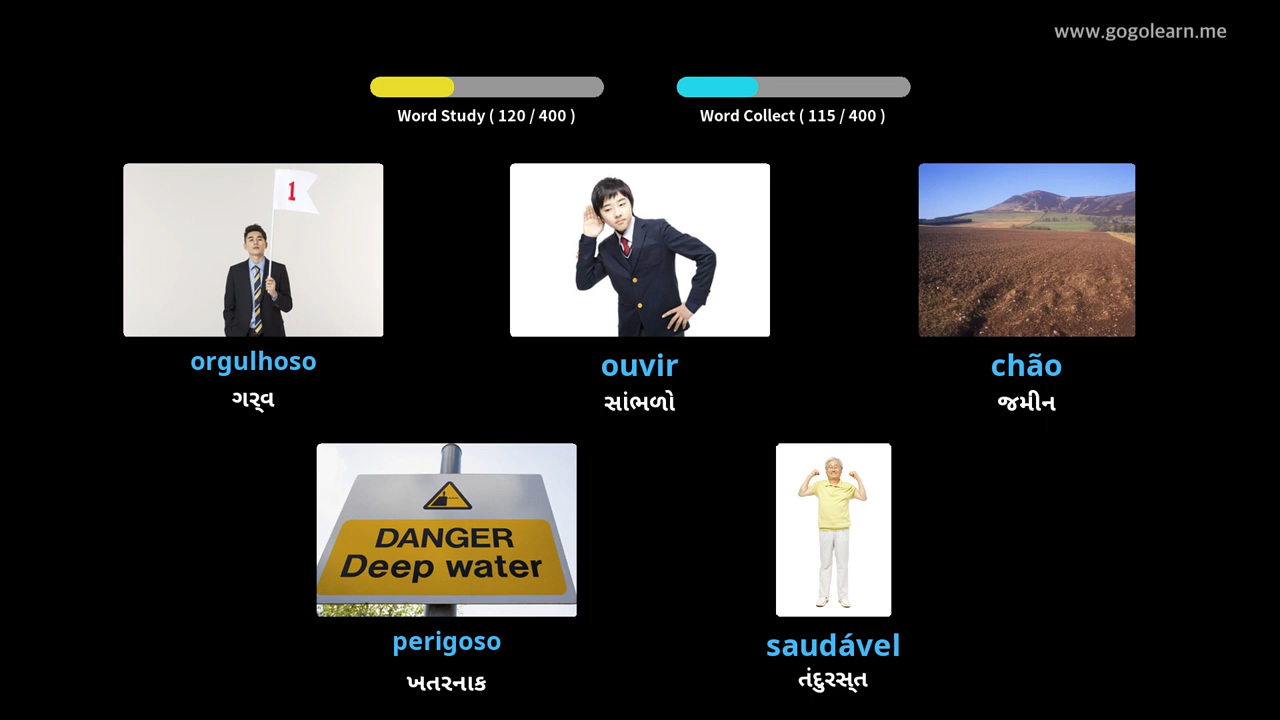 www.gogolearn.me
Word Study ( 120 / 400 )
Word Collect ( 115 / 400 )
1
orgulhoso
ગર્‌વ
ouvir
સાંભળો
chão
જમીન
DANGER
Deep water
perigoso
ખતરનાક
saudável
તંદુરસ્‌ત